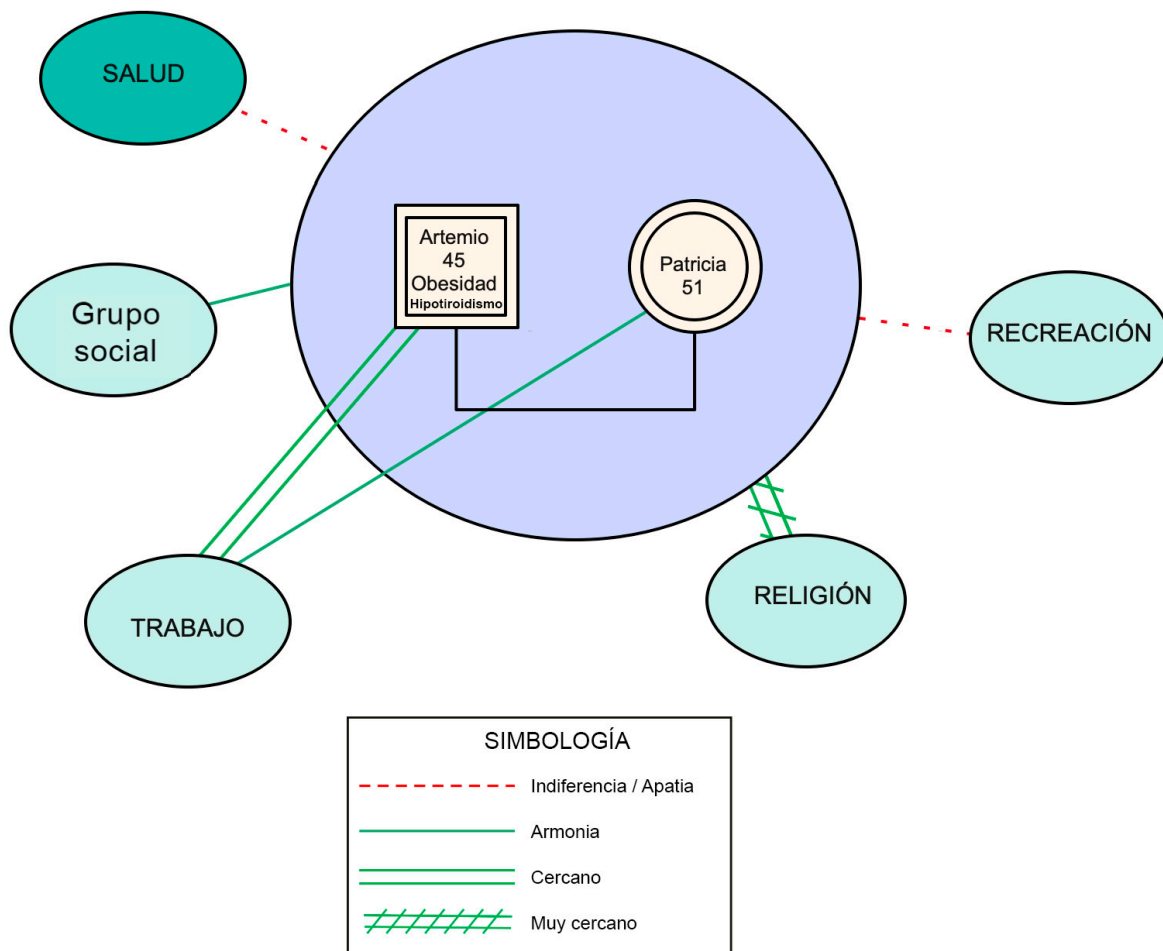 SALUD
Artemio
45
Obesidad
Hipotiroidismo
Patricia
51
Grupo
social
RECREACIÓN
TRABAJO
RELIGIÓN
SIMBOLOGÍA
Indiferencia / Apatia
Armonia
Cercano
Muy cercano